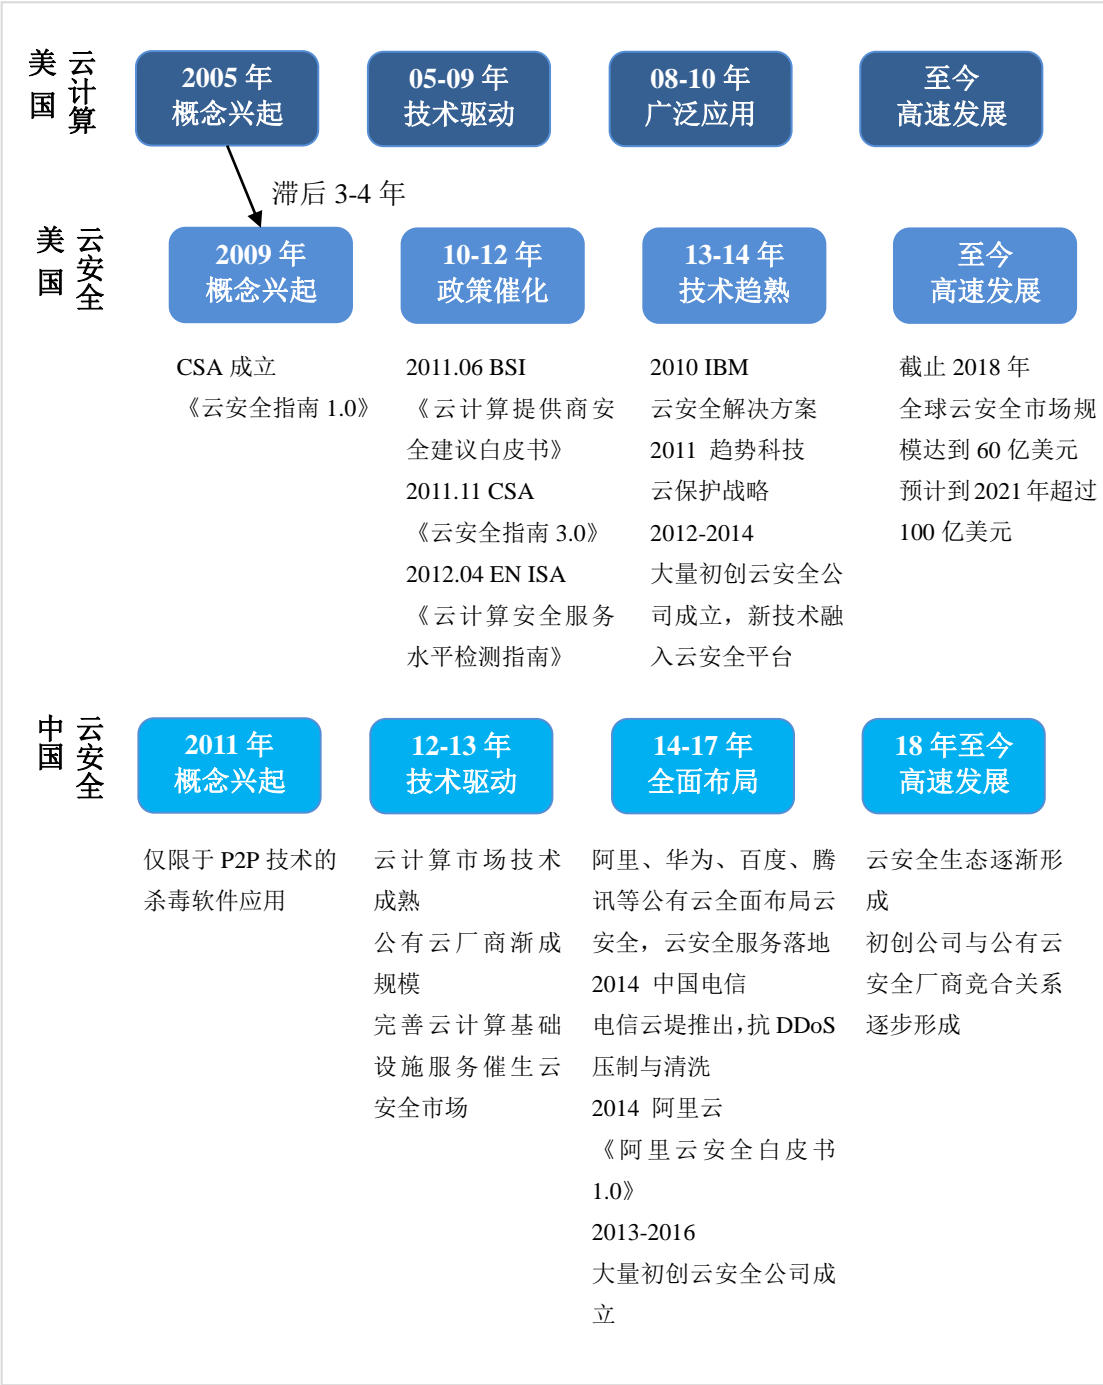 美国
云计算
2005 年
概念兴起
05-09 年
技术驱动
08-10 年
广泛应用
至今
高速发展
滞后 3-4 年
美国
云安全
2009 年
概念兴起
10-12 年
政策催化
13-14 年
技术趋熟
至今
高速发展
CSA 成立
《云安全指南 1.0》
2011.06 BSI
《云计算提供商安
全建议白皮书》
2011.11 CSA
《云安全指南 3.0》
2012.04 EN ISA
《云计算安全服务
水平检测指南》
2010 IBM
云安全解决方案
2011 趋势科技
云保护战略
2012-2014
大量初创云安全公
司成立，新技术融
入云安全平台
截止 2018 年
全球云安全市场规
模达到 60 亿美元
预计到 2021 年超过
100 亿美元
中国
云安全
2011 年
概念兴起
12-13 年
技术驱动
14-17 年
全面布局
18 年至今
高速发展
仅限于 P2P 技术的
杀毒软件应用
云计算市场技术
成熟
公有云厂商渐成
规模
完善云计算基础
设施服务催生云
安全市场
阿里、华为、百度、腾
讯等公有云全面布局云
安全，云安全服务落地
2014 中国电信
电信云堤推出，抗 DDoS
压制与清洗
2014 阿里云
《阿里云安全白皮书
1.0》
2013-2016
大量初创云安全公司成
立
云安全生态逐渐形
成
初创公司与公有云
安全厂商竞合关系
逐步形成